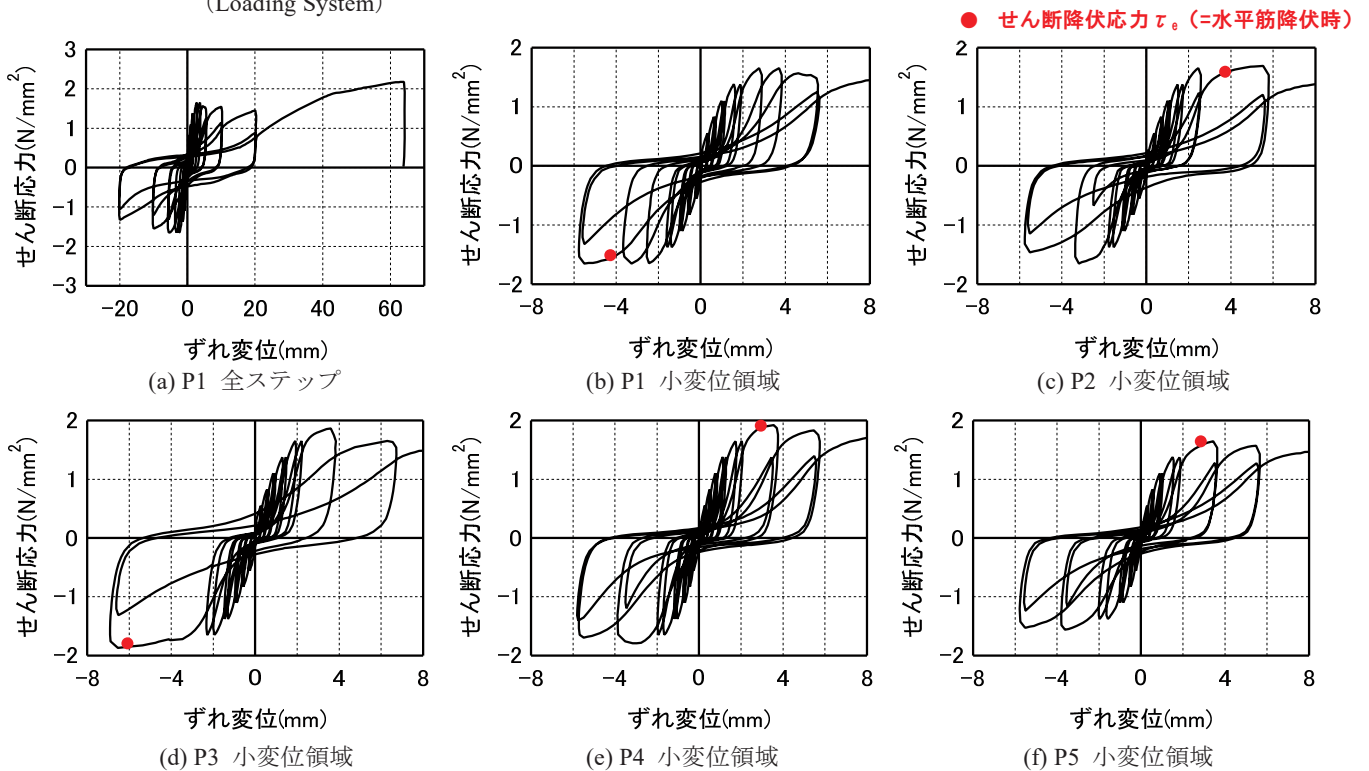 (Loading System)
● せん断降伏応力τe (=水平筋降伏時)
せん断応力(N/mm²)
3
2
1
0
−1
−2
−3
−20 0 20 40 60
ずれ変位(mm)
(a) P1 全ステップ
せん断応力(N/mm²)
2
1
0
−1
−2
−8 −4 0 4 8
ずれ変位(mm)
(b) P1 小変位領域
せん断応力(N/mm²)
2
1
0
−1
−2
−8 −4 0 4 8
ずれ変位(mm)
(c) P2 小変位領域
せん断応力(N/mm²)
2
1
0
−1
−2
−8 −4 0 4 8
ずれ変位(mm)
(d) P3 小変位領域
せん断応力(N/mm²)
2
1
0
−1
−2
−8 −4 0 4 8
ずれ変位(mm)
(e) P4 小変位領域
せん断応力(N/mm²)
2
1
0
−1
−2
−8 −4 0 4 8
ずれ変位(mm)
(f) P5 小変位領域